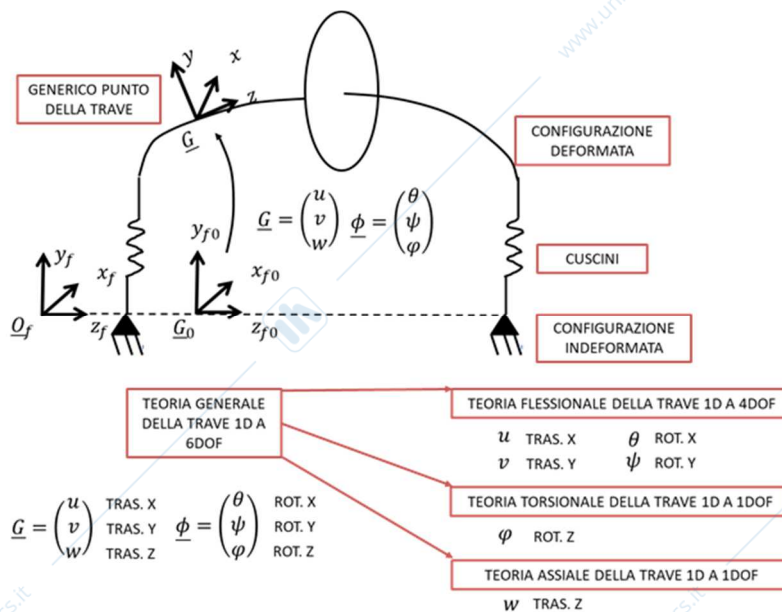 y
x
z
GENERICO PUNTO
DELLA TRAVE
G
CONFIGURAZIONE
DEFORMATA
G = (u v w) ϕ = (θ ψ φ)
y_f
x_f
z_f
O_f
y_f0
x_f0
z_f0
G_0
CUSCINI
CONFIGURAZIONE
INDEFORMATA
TEORIA GENERALE
DELLA TRAVE 1D A
6DOF
G = (u v w)
TRAS. X
TRAS. Y
TRAS. Z
ϕ = (θ ψ φ)
ROT. X
ROT. Y
ROT. Z
TEORIA FLESSIONALE DELLA TRAVE 1D A 4DOF
u TRAS. X θ ROT. X
v TRAS. Y ψ ROT. Y
TEORIA TORSIONALE DELLA TRAVE 1D A 1DOF
φ ROT. Z
TEORIA ASSIALE DELLA TRAVE 1D A 1DOF
w TRAS. Z